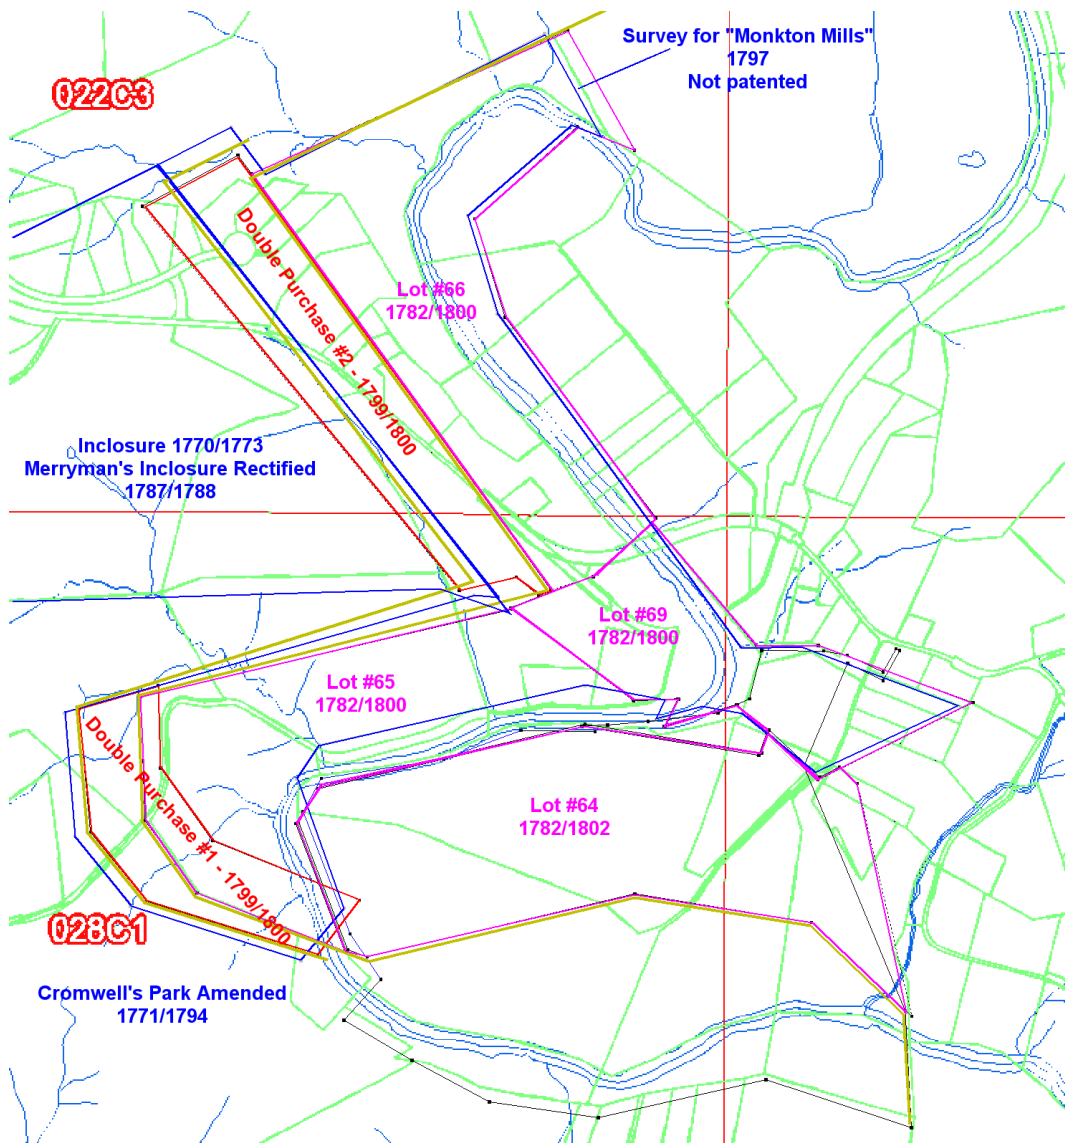 Survey for "Monkton Mills"
1797
Not patented
022C3
Double Purchase #2 - 1799/1800
Lot #66
1782/1800
Inclosure 1770/1773
Merryman's Inclosure Rectified
1787/1788
Lot #69
1782/1800
Lot #65
1782/1800
Double Purchase #1 - 1799/1800
Lot #64
1782/1802
028C1
Cromwell's Park Amended
1771/1794